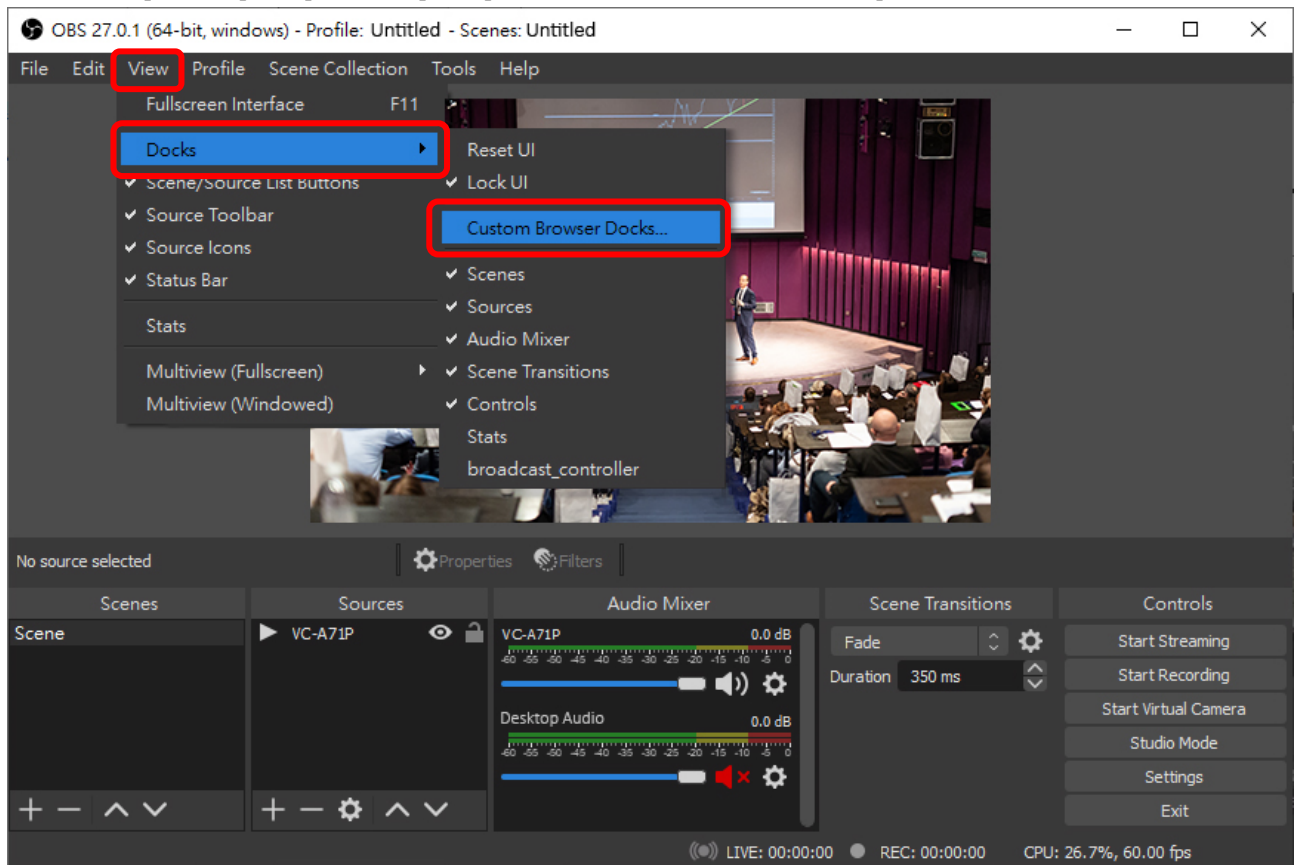 OBS 27.0.1 (64-bit, windows) - Profile: Untitled - Scenes: Untitled
File Edit View Profile Scene Collection Tools Help
Fullscreen Interface F11
Docks
Scene/Source List Buttons
Source Toolbar
Source Icons
Status Bar
Stats
Multiview (Fullscreen)
Multiview (Windowed)
Reset UI
Lock UI
Custom Browser Docks...
Scenes
Sources
Audio Mixer
Scene Transitions
Controls
Stats
broadcast_controller
No source selected
Properties Filters
Scenes
Scene
Sources
VC-A71P
Audio Mixer
VC-A71P 0.0 dB
-60 -55 -50 -45 -40 -35 -30 -25 -20 -15 -10 -5 0
Desktop Audio 0.0 dB
-60 -55 -50 -45 -40 -35 -30 -25 -20 -15 -10 -5 0
Scene Transitions
Fade
Duration 350 ms
Controls
Start Streaming
Start Recording
Start Virtual Camera
Studio Mode
Settings
Exit
LIVE: 00:00:00 REC: 00:00:00 CPU: 26.7%, 60.00 fps